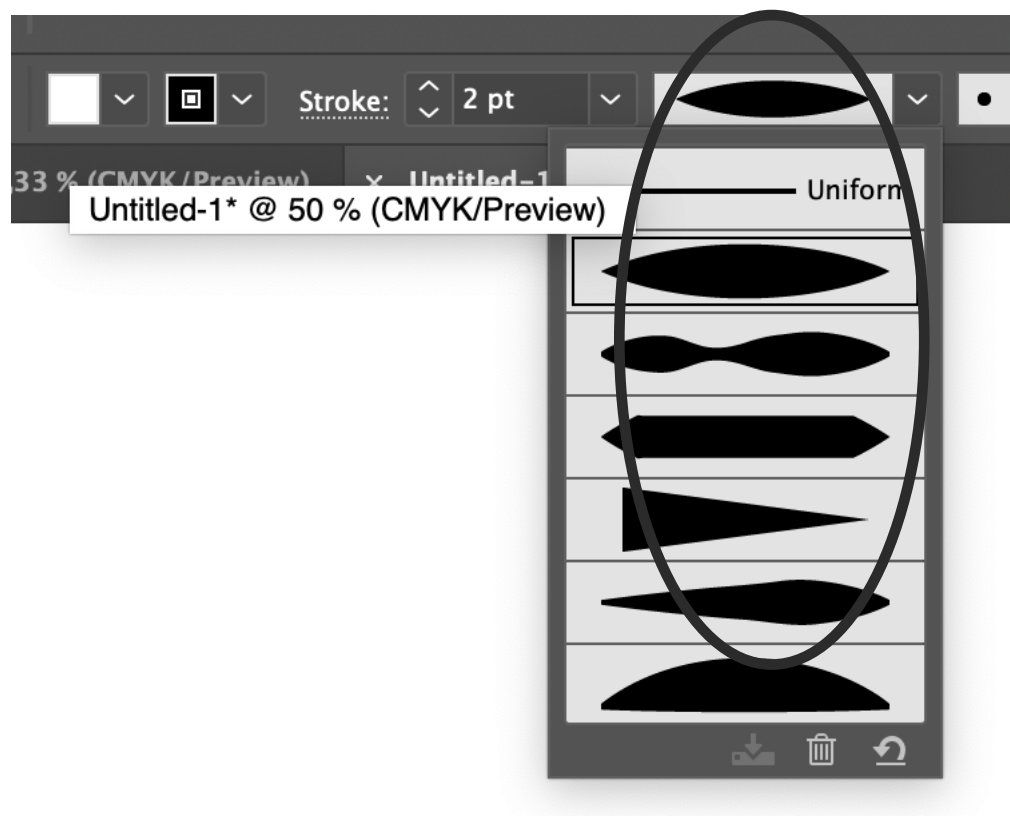 Stroke:
2 pt
,33 % (CMYK/Preview)
× Untitled-1
Untitled-1* @ 50 % (CMYK/Preview)
Uniform